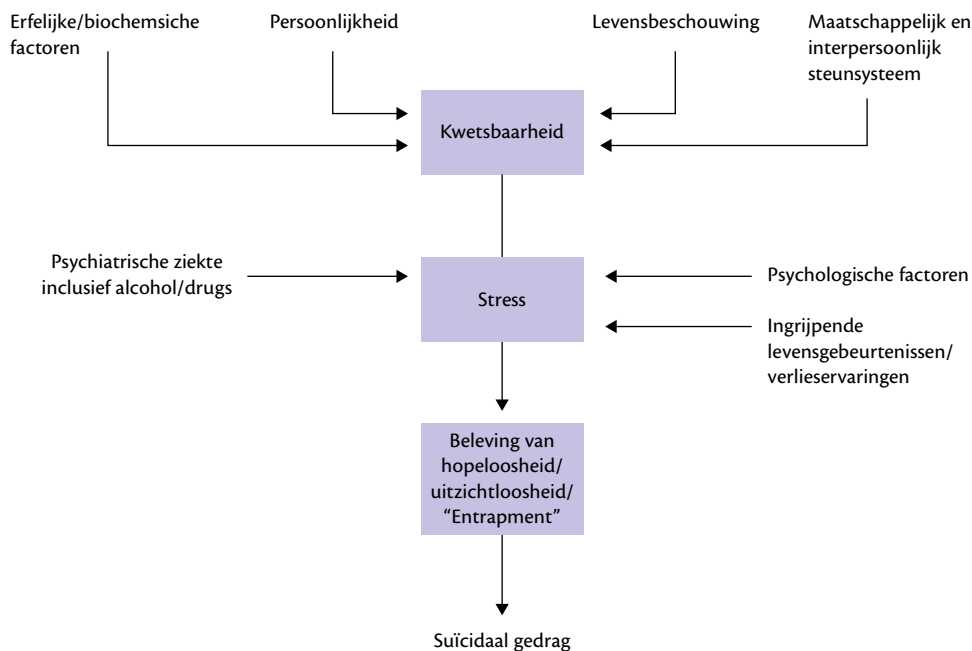 Erfelijke/biochemsiche
factoren
Persoonlijkheid
Levensbeschouwing
Maatschappelijk en
interpersoonlijk
steunsysteem
Kwetsbaarheid
Psychiatrische ziekte
inclusief alcohol/drugs
Stress
Psychologische factoren
Ingrijpende
levensgebeurtenissen/
verlieservaringen
Beleving van
hopeloosheid/
uitzichtloosheid/
“Entrapment”
Suïcidaal gedrag